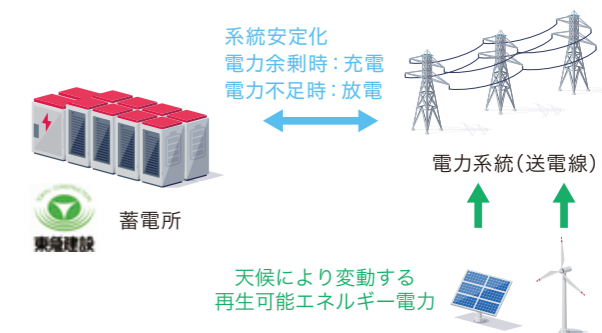 系統安定化
電力余剰時：充電
電力不足時：放電
電力系統（送電線）
蓄電所
東急建設
天候により変動する
再生可能エネルギー電力